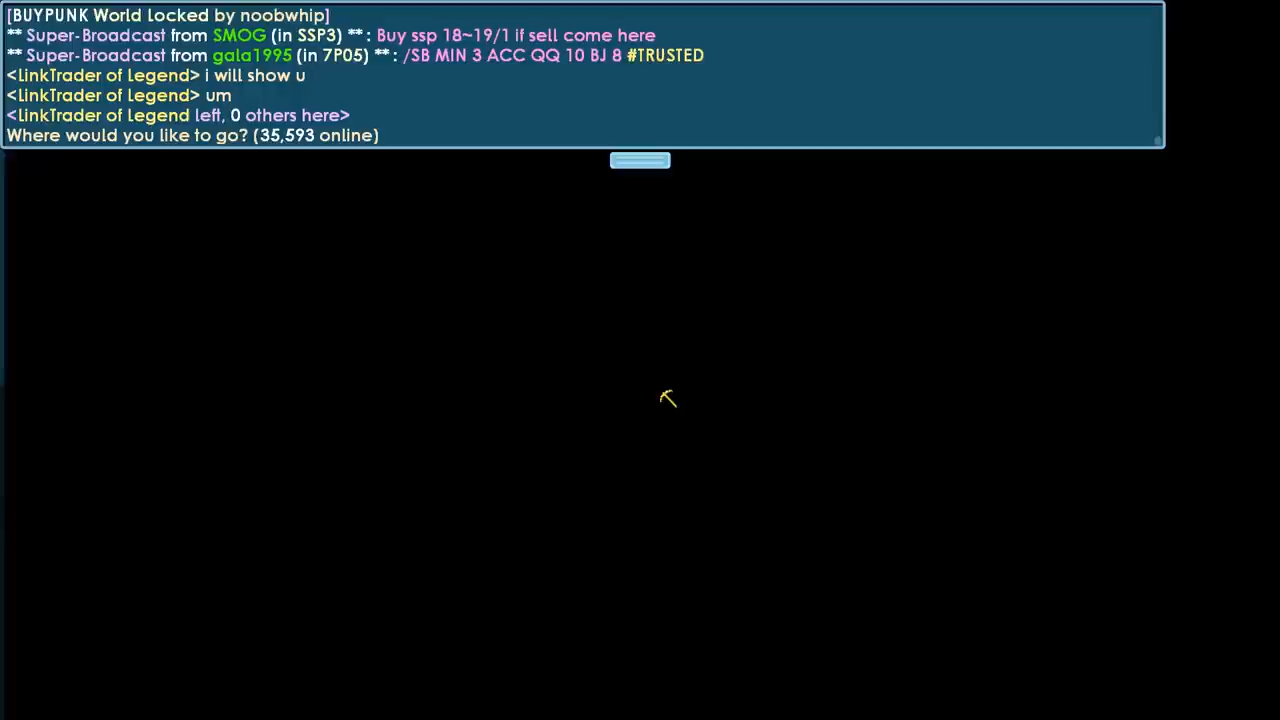 [BUYPUNK World Locked by noobwhip]
** Super-Broadcast from SMOG (in SSP3) ** : Buy ssp 18~19/1 if sell come here
** Super-Broadcast from gala1995 (in 7P05) ** : /SB MIN 3 ACC QQ 10 BJ 8 #TRUSTED
<LinkTrader of Legend> i will show u
<LinkTrader of Legend> um
<LinkTrader of Legend left, 0 others here>
Where would you like to go? (35,593 online)